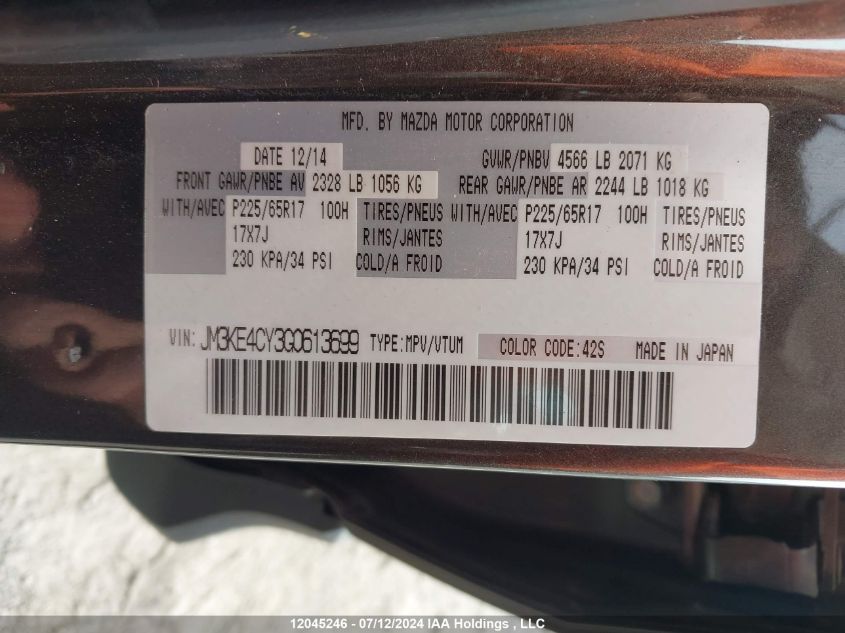 MFD. BY MAZDA MOTOR CORPORATION
DATE 12/14 GVWR/PNBV 4566 LB 2071 KG
FRONT GAWR/PNBE AV 2328 LB 1056 KG REAR GAWR/PNBE AR 2244 LB 1018 KG
WITH/AVEC P225/65R17 100H TIRES/PNEUS WITH/AVEC P225/65R17 100H TIRES/PNEUS
17X7J RIMS/JANTES 17X7J RIMS/JANTES
230 KPA/34 PSI COLD/A FROID 230 KPA/34 PSI COLD/A FROID
VIN: JM3KE4CY3G0613699 TYPE:MPV/VTUM COLOR CODE:42S MADE IN JAPAN
12045246 - 07/12/2024 IAA Holdings , LLC